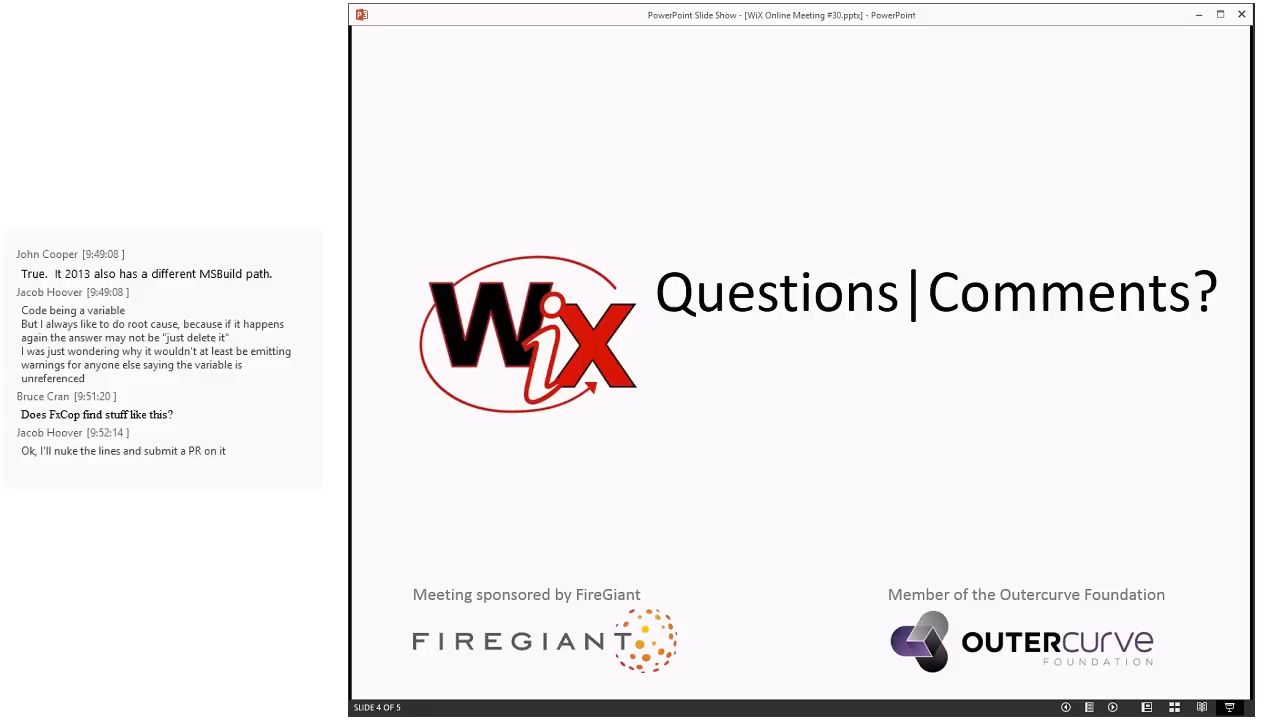 PowerPoint Slide Show - [WiX Online Meeting #30.pptx] - PowerPoint
John Cooper [9:49:08 ]
True.  It 2013 also has a different MSBuild path.
Jacob Hoover [9:49:08 ]
Code being a variable
But I always like to do root cause, because if it happens
again the answer may not be "just delete it"
I was just wondering why it wouldn't at least be emitting
warnings for anyone else saying the variable is
unreferenced
Bruce Cran [9:51:20 ]
Does FxCop find stuff like this?
Jacob Hoover [9:52:14 ]
Ok, I'll nuke the lines and submit a PR on it
WiX
Questions|Comments?
Meeting sponsored by FireGiant
FIREGIANT
Member of the Outercurve Foundation
OUTERCURVE
FOUNDATION
SLIDE 4 OF 5